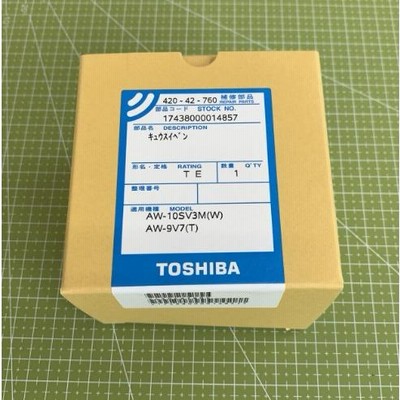 420-42-760 補修部品
REPAIR PARTS
部品コード STOCK NO.
17438000014857
部品名 DESCRIPTION
キュウスイベン
形名・定格 RATING 数量 Q'TY
TE 1
整理番号
適用機種 MODEL
AW-10SV3M(W)
AW-9V7(T)
TOSHIBA